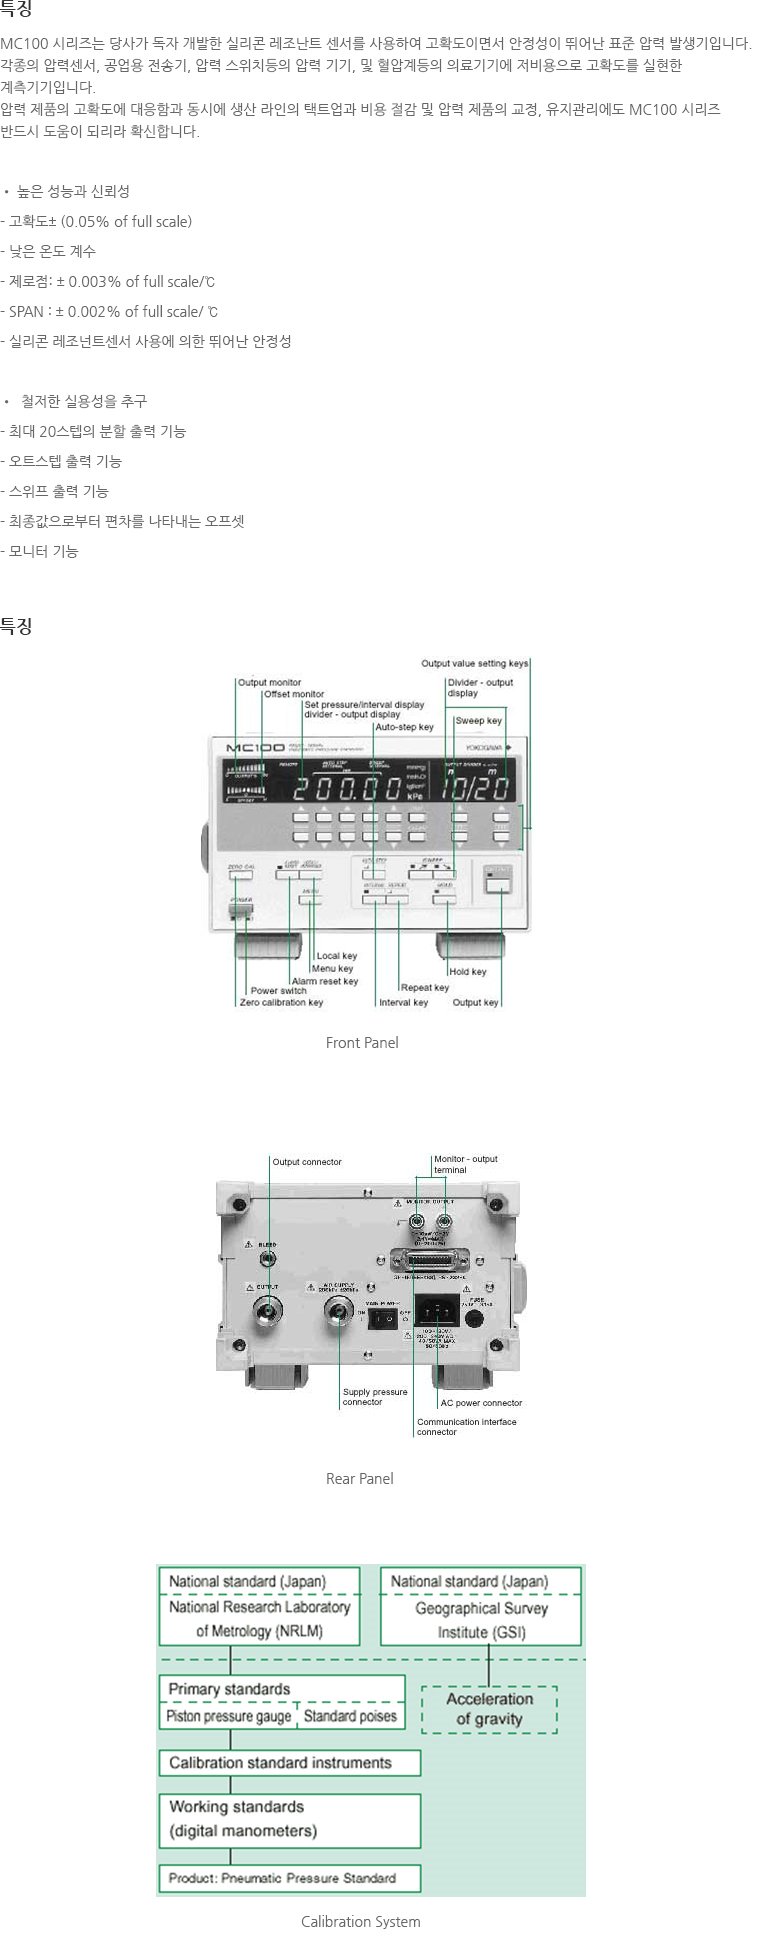 특징
MC100 시리즈는 당사가 독자 개발한 실리콘 레조난트 센서를 사용하여 고확도이면서 안정성이 뛰어난 표준 압력 발생기입니다.
각종의 압력센서, 공업용 전송기, 압력 스위치등의 압력 기기, 및 혈압계등의 의료기기에 저비용으로 고확도를 실현한
계측기기입니다.
압력 제품의 고확도에 대응함과 동시에 생산 라인의 택트업과 비용 절감 및 압력 제품의 교정, 유지관리에도 MC100 시리즈
반드시 도움이 되리라 확신합니다.
• 높은 성능과 신뢰성
- 고확도± (0.05% of full scale)
- 낮은 온도 계수
- 제로점: ± 0.003% of full scale/℃
- SPAN : ± 0.002% of full scale/ ℃
- 실리콘 레조넌트센서 사용에 의한 뛰어난 안정성
• 철저한 실용성을 추구
- 최대 20스텝의 분할 출력 기능
- 오트스텝 출력 기능
- 스위프 출력 기능
- 최종값으로부터 편차를 나타내는 오프셋
- 모니터 기능
특징
Output value setting keys
Output monitor
Divider - output
display
Offset monitor
Set pressure/interval display
divider - output display
Sweep key
Auto-step key
MC100
YOKOGAWA
200.00
kPa
10/20
ZERO CAL
POWER
Local key
Menu key
Hold key
Alarm reset key
Repeat key
Power switch
Zero calibration key
Interval key
Output key
Front Panel
Output connector
Monitor - output
terminal
MONITOR OUTPUT
BLEED
OUTPUT
AIR SUPPLY
MAIN POWER
ON
OFF
FUSE
Supply pressure
connector
AC power connector
Communication interface
connector
Rear Panel
National standard (Japan)
National Research Laboratory
of Metrology (NRLM)
National standard (Japan)
Geographical Survey
Institute (GSI)
Primary standards
Piston pressure gauge
Standard poises
Acceleration
of gravity
Calibration standard instruments
Working standards
(digital manometers)
Product: Pneumatic Pressure Standard
Calibration System